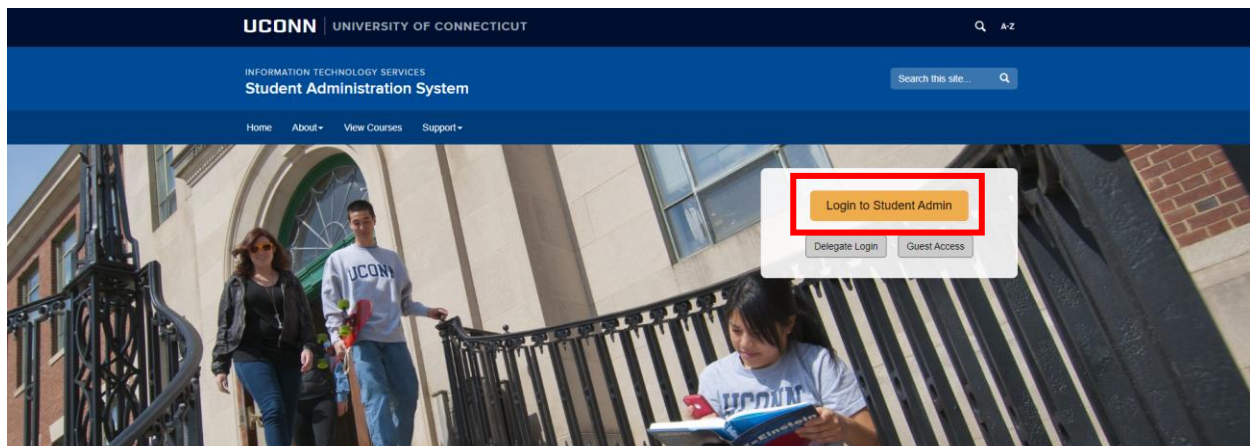 UCONN UNIVERSITY OF CONNECTICUT A-Z
INFORMATION TECHNOLOGY SERVICES
Student Administration System
Search this site...
Home About View Courses Support
Login to Student Admin
Delegate Login Guest Access
UCONN
UCONN
Einstein